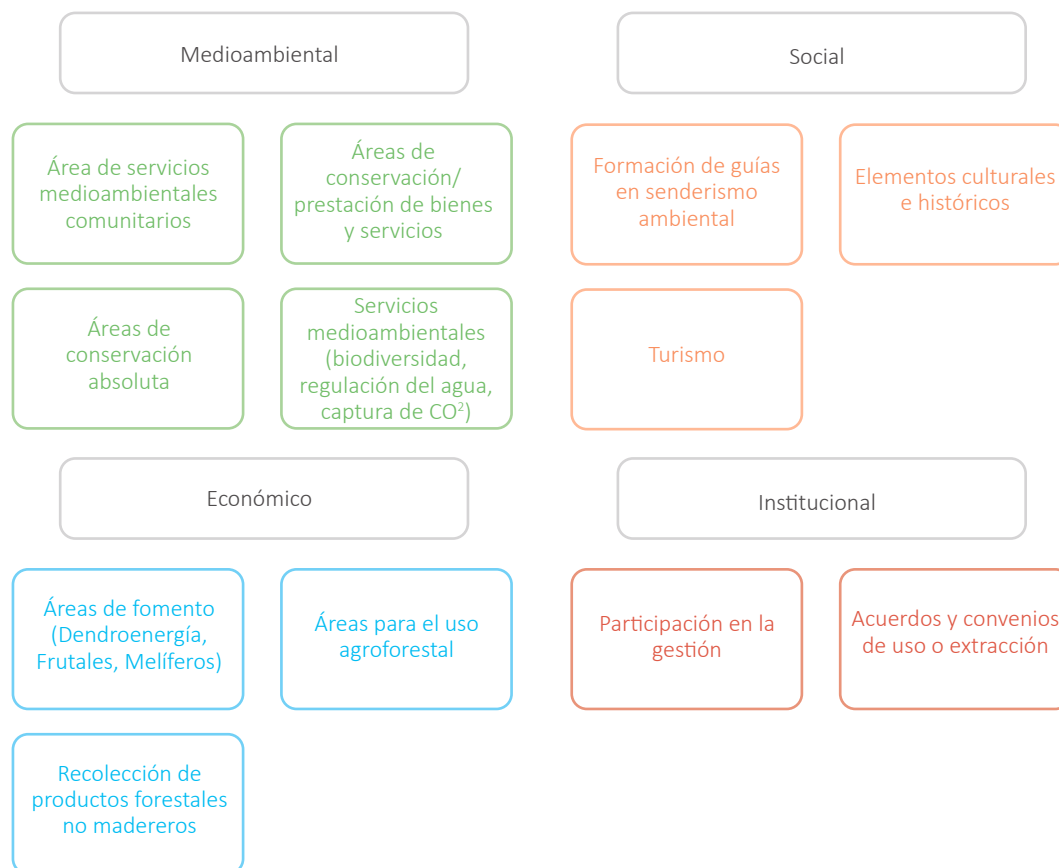 Medioambiental
Área de servicios
medioambientales
comunitarios
Áreas de
conservación/
prestación de bienes
y servicios
Áreas de
conservación
absoluta
Servicios
medioambientales
(biodiversidad,
regulación del agua,
captura de CO²)
Social
Formación de guías
en senderismo
ambiental
Elementos culturales
e históricos
Turismo
Económico
Áreas de fomento
(Dendroenergía,
Frutales, Melíferos)
Áreas para el uso
agroforestal
Recolección de
productos forestales
no madereros
Institucional
Participación en la
gestión
Acuerdos y convenios
de uso o extracción